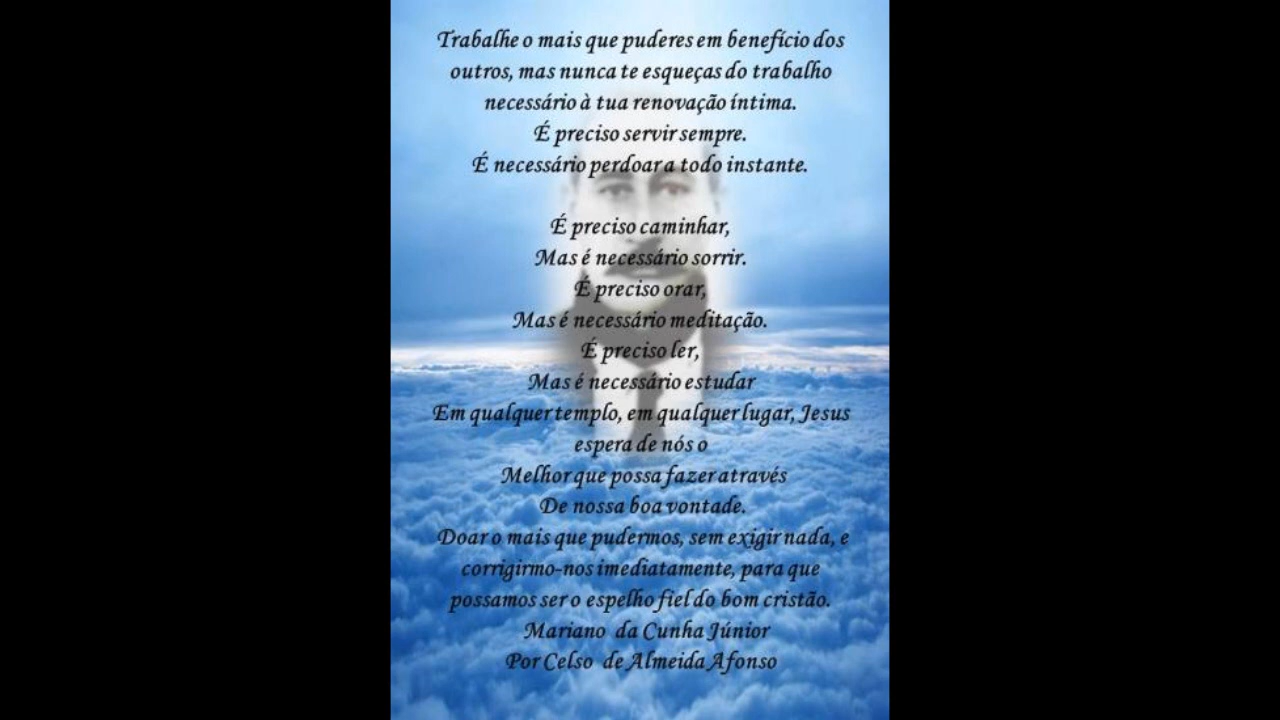 Trabalhe o mais que puderes em benefício dos
outros, mas nunca te esqueças do trabalho
necessário à tua renovação íntima.
É preciso servir sempre.
É necessário perdoar a todo instante.
É preciso caminhar,
Mas é necessário sorrir.
É preciso orar,
Mas é necessário meditação.
É preciso ler,
Mas é necessário estudar
Em qualquer templo, em qualquer lugar, Jesus
espera de nós o
Melhor que possa fazer através
De nossa boa vontade.
Doar o mais que pudermos, sem exigir nada, e
corrigirmo-nos imediatamente, para que
possamos ser o espelho fiel do bom cristão.
Mariano da Cunha Júnior
Por Celso de Almeida Afonso